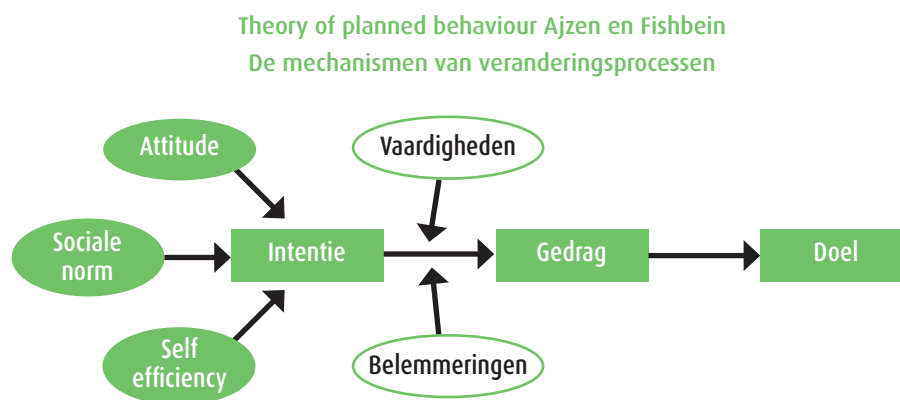 Theory of planned behaviour Ajzen en Fishbein
De mechanismen van veranderingsprocessen
Attitude
Vaardigheden
Sociale
norm
Intentie
Gedrag
Doel
Self
efficiency
Belemmeringen